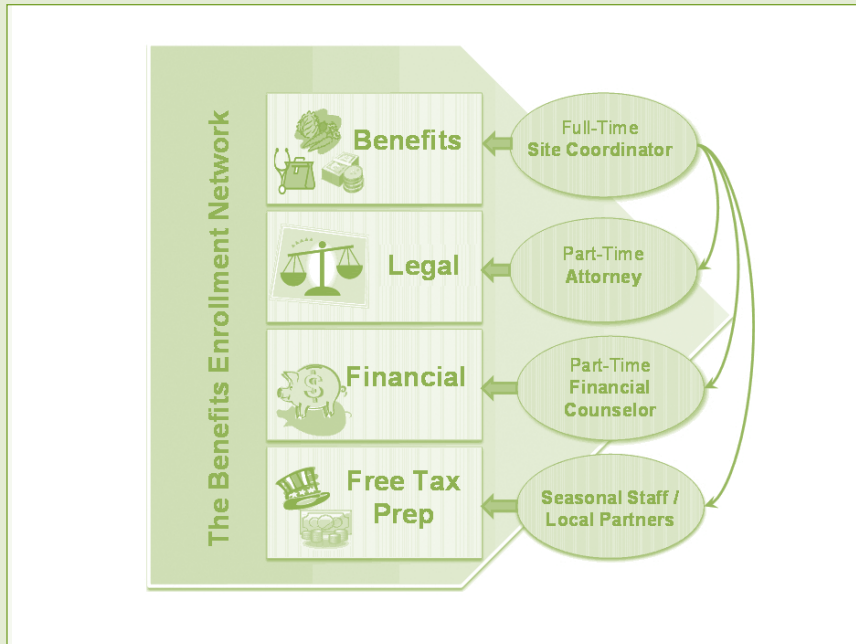 The Benefits Enrollment Network
Benefits
Full-Time
Site Coordinator
Legal
Part-Time
Attorney
Financial
Part-Time
Financial
Counselor
Free Tax
Prep
Seasonal Staff /
Local Partners